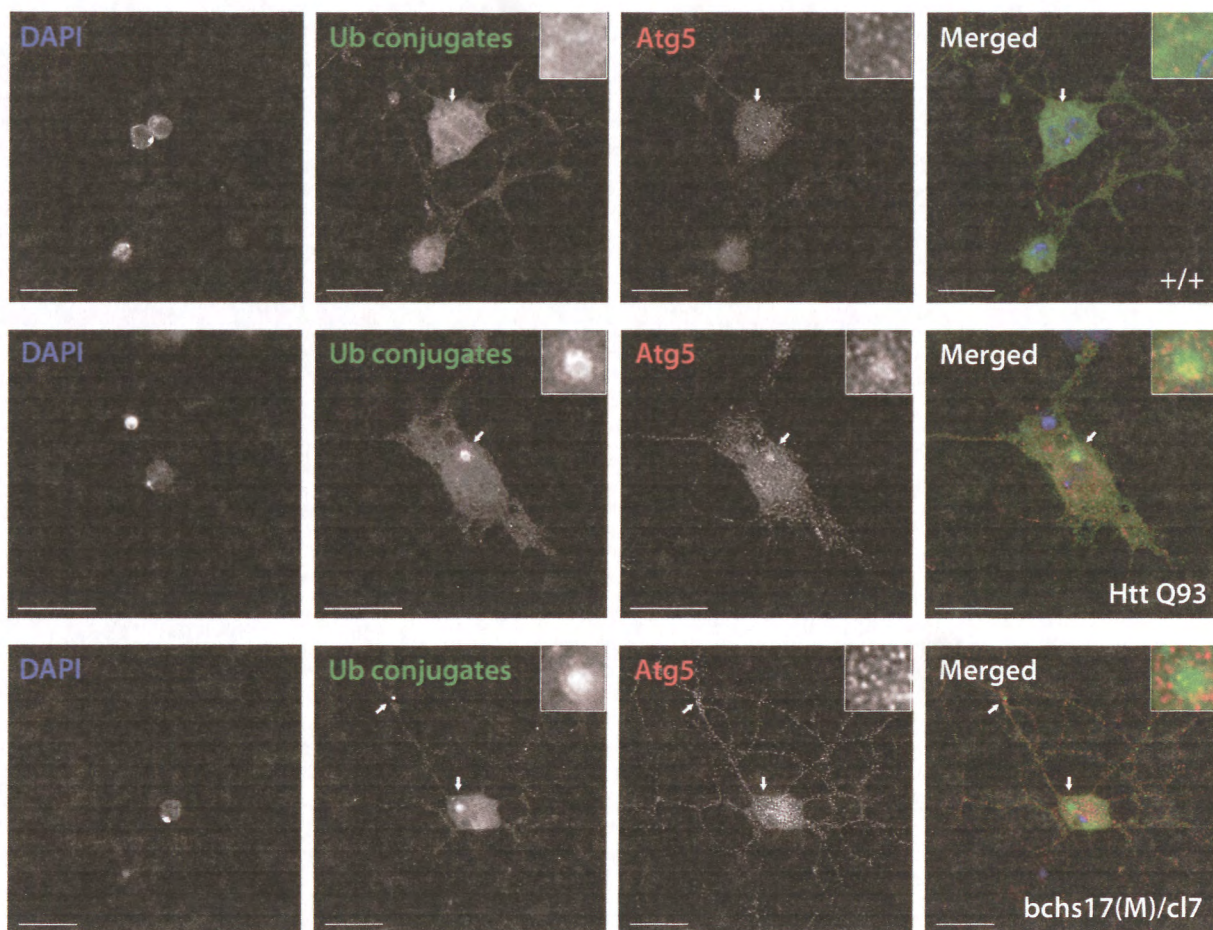 DAPI Ub conjugates Atg5 Merged
+/+
DAPI Ub conjugates Atg5 Merged
Htt Q93
DAPI Ub conjugates Atg5 Merged
bchs17(M)/cl7